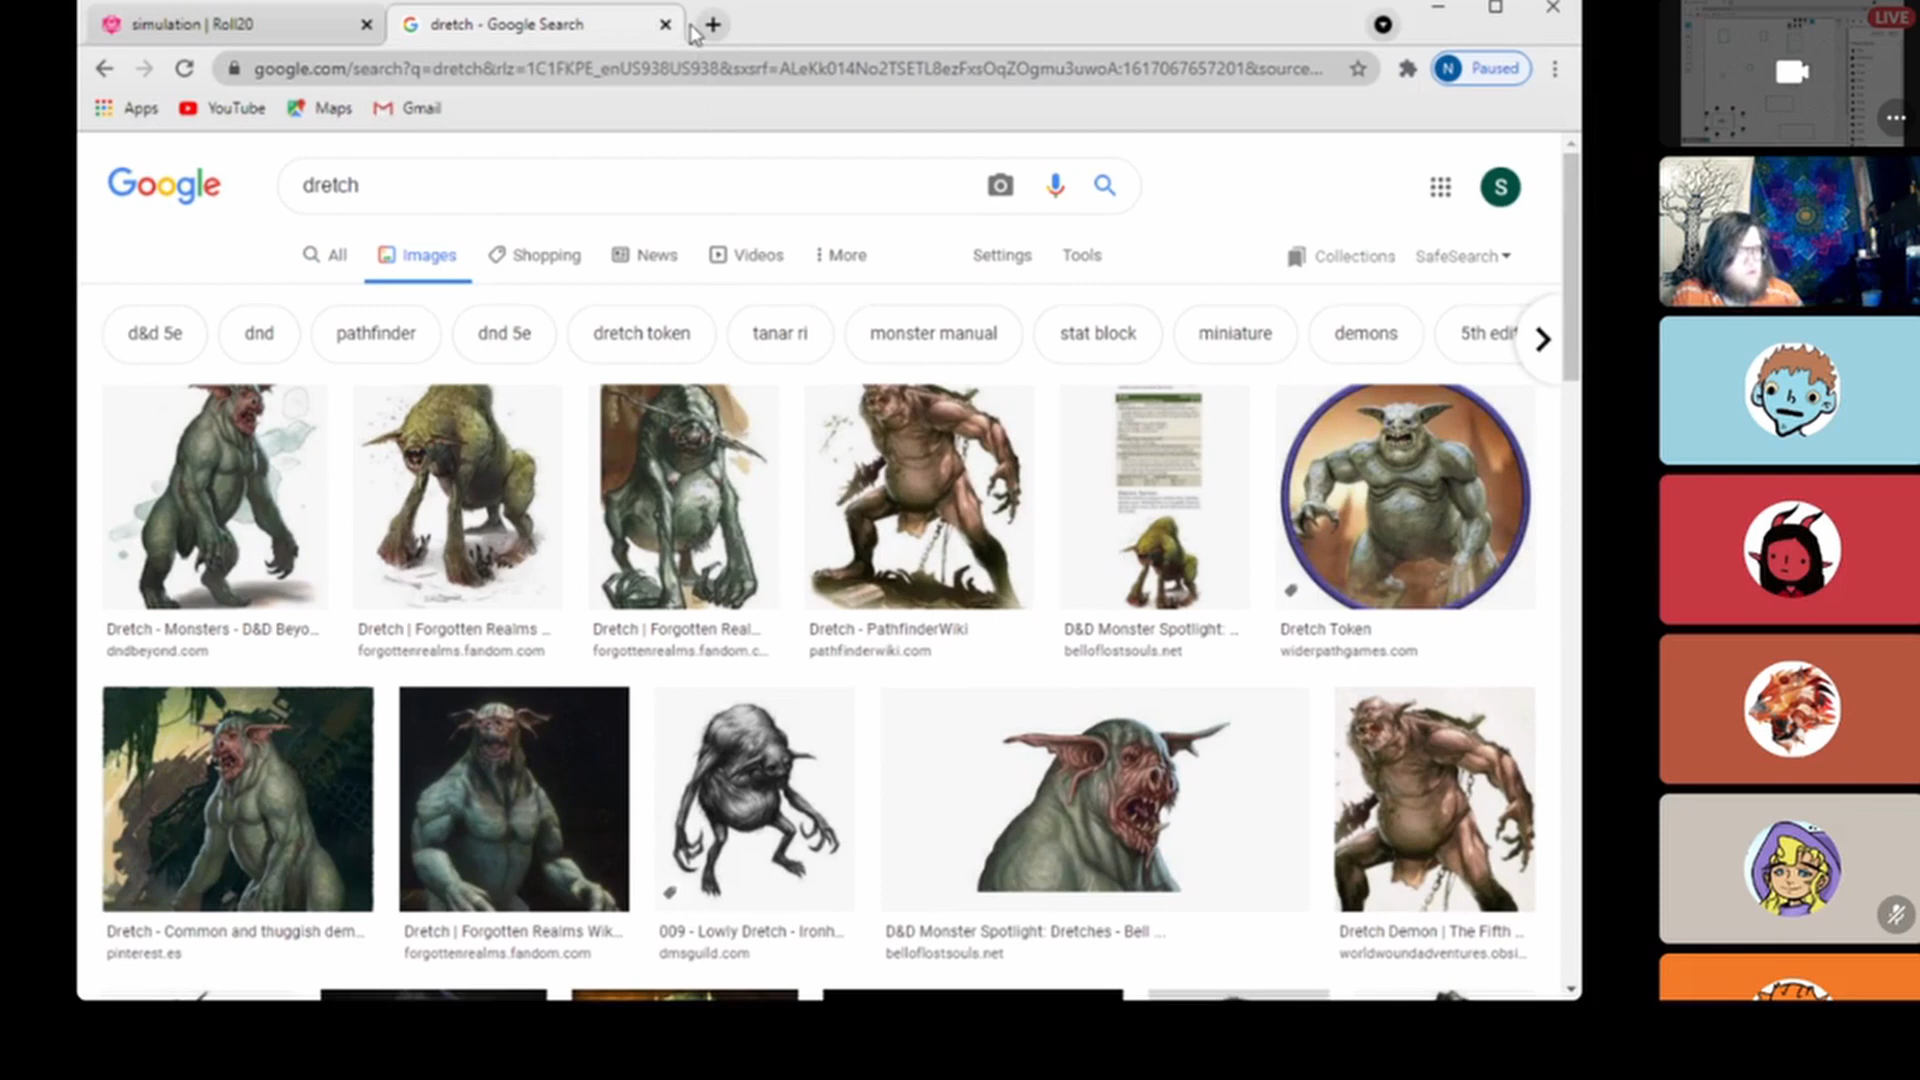 simulation | Roll20
dretch - Google Search
LIVE
google.com/search?q=dretch&rlz=1C1FKPE_enUS938US938&sxsrf=ALeKk014No2TSETL8ezFxsOqZOgmu3uwoA:1617067657201&source...
N Paused
Apps YouTube Maps Gmail
Google
dretch
S
All Images Shopping News Videos More Settings Tools Collections SafeSearch
d&d 5e dnd pathfinder dnd 5e dretch token tanar ri monster manual stat block miniature demons 5th edit
Dretch - Monsters - D&D Beyo...
dndbeyond.com
Dretch | Forgotten Realms ...
forgottenrealms.fandom.com
Dretch | Forgotten Real...
forgottenrealms.fandom.c...
Dretch - PathfinderWiki
pathfinderwiki.com
D&D Monster Spotlight: ...
belloflostsouls.net
Dretch Token
widerpathgames.com
Dretch - Common and thuggish dem...
pinterest.es
Dretch | Forgotten Realms Wik...
forgottenrealms.fandom.com
009 - Lowly Dretch - Ironh...
dmsguild.com
D&D Monster Spotlight: Dretches - Bell ...
belloflostsouls.net
Dretch Demon | The Fifth ...
worldwoundadventures.obsi...